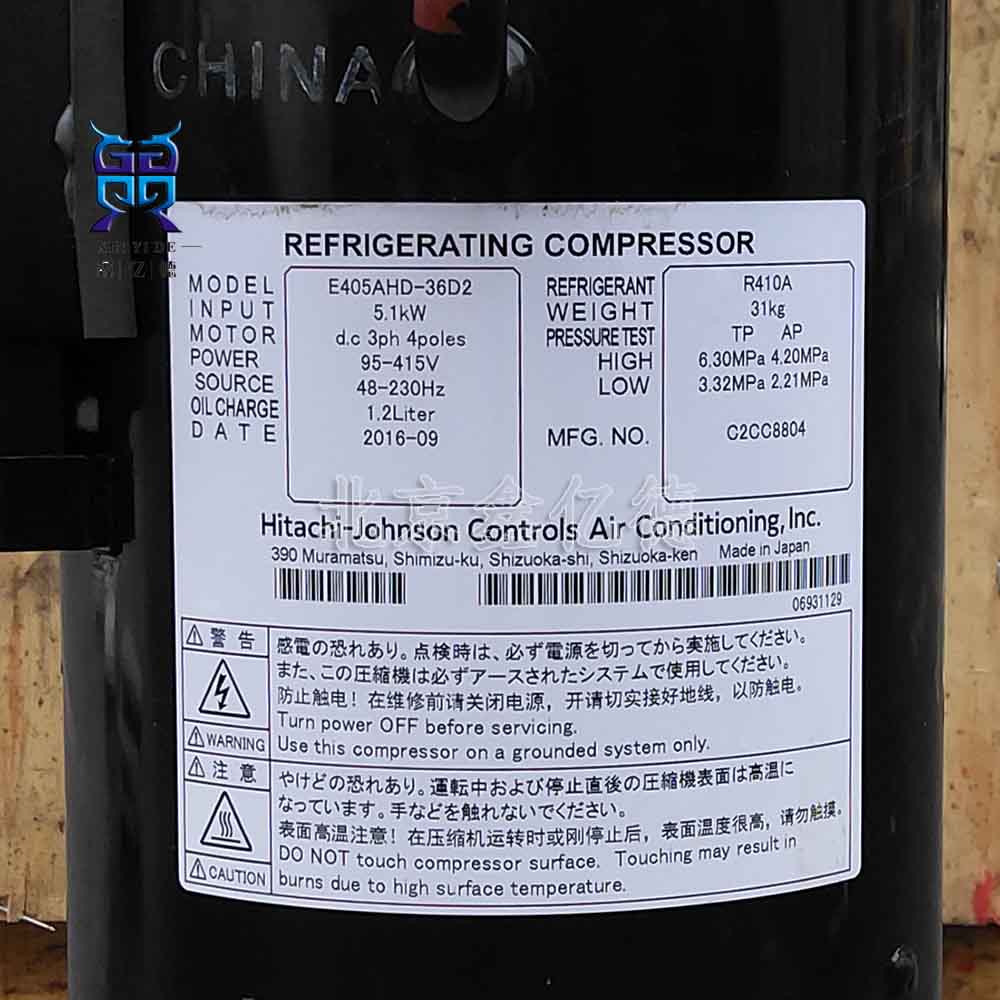 CHINA
REFRIGERATING COMPRESSOR
MODEL E405AHD-36D2 REFRIGERANT R410A
INPUT 5.1kW WEIGHT 31kg
MOTOR d.c 3ph 4poles PRESSURE TEST TP AP
POWER 95-415V HIGH 6.30MPa 4.20MPa
SOURCE 48-230Hz LOW 3.32MPa 2.21MPa
OIL CHARGE 1.2Liter
DATE 2016-09 MFG. NO. C2CC8804
北京鑫亿德
Hitachi-Johnson Controls Air Conditioning, Inc.
390 Muramatsu, Shimizu-ku, Shizuoka-shi, Shizuoka-ken Made in Japan
06931129
警告
感電の恐れあり。点検時は、必ず電源を切ってから実施してください。
また、この圧縮機は必ずアースされたシステムで使用してください。
防止触电！在维修前请关闭电源，开请切实接好地线，以防触电。
Turn power OFF before servicing.
WARNING
Use this compressor on a grounded system only.
注意
やけどの恐れあり。運転中および停止直後の圧縮機表面は高温に
なっています。手などを触れないでください。
表面高温注意！在压缩机运转时或刚停止后，表面温度很高，请勿触摸。
DO NOT touch compressor surface. Touching may result in
CAUTION
burns due to high surface temperature.